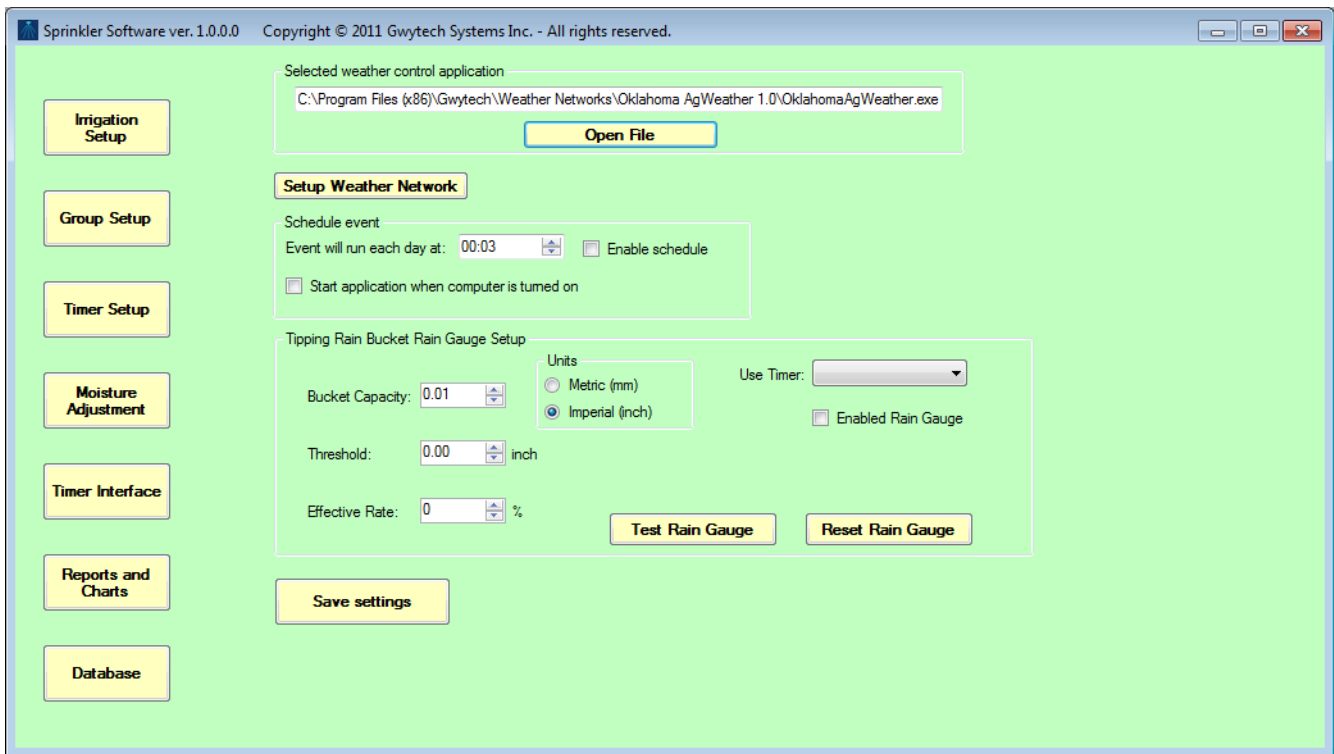 Sprinkler Software ver. 1.0.0.0 Copyright © 2011 Gwytech Systems Inc. - All rights reserved.
Selected weather control application
C:\Program Files (x86)\Gwytech\Weather Networks\Oklahoma AgWeather 1.0\OklahomaAgWeather.exe
Open File
Irrigation
Setup
Setup Weather Network
Group Setup
Schedule event
Event will run each day at: 00:03 Enable schedule
Start application when computer is turned on
Timer Setup
Tipping Rain Bucket Rain Gauge Setup
Units
Metric (mm)
Imperial (inch)
Use Timer:
Enabled Rain Gauge
Bucket Capacity: 0.01
Moisture
Adjustment
Threshold: 0.00 inch
Timer Interface
Effective Rate: 0 %
Test Rain Gauge Reset Rain Gauge
Reports and
Charts
Save settings
Database